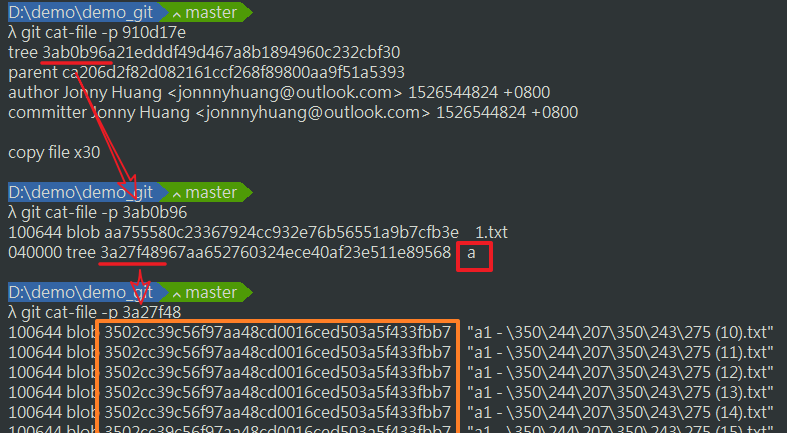 D:\demo\demo_git master
λ git cat-file -p 910d17e
tree 3ab0b96a21edddf49d467a8b1894960c232cbf30
parent ca206d2f82d082161ccf268f89800aa9f51a5393
author Jonny Huang <jonnnyhuang@outlook.com> 1526544824 +0800
committer Jonny Huang <jonnnyhuang@outlook.com> 1526544824 +0800
copy file x30
D:\demo\demo_git master
λ git cat-file -p 3ab0b96
100644 blob aa755580c23367924cc932e76b56551a9b7cfb3e 1.txt
040000 tree 3a27f48967aa652760324ece40af23e511e89568 a
D:\demo\demo_git master
λ git cat-file -p 3a27f48
100644 blob 3502cc39c56f97aa48cd0016ced503a5f433fbb7 "a1 - \350\244\207\350\243\275 (10).txt"
100644 blob 3502cc39c56f97aa48cd0016ced503a5f433fbb7 "a1 - \350\244\207\350\243\275 (11).txt"
100644 blob 3502cc39c56f97aa48cd0016ced503a5f433fbb7 "a1 - \350\244\207\350\243\275 (12).txt"
100644 blob 3502cc39c56f97aa48cd0016ced503a5f433fbb7 "a1 - \350\244\207\350\243\275 (13).txt"
100644 blob 3502cc39c56f97aa48cd0016ced503a5f433fbb7 "a1 - \350\244\207\350\243\275 (14).txt"
100644 blob 3502cc39c56f97aa48cd0016ced503a5f433fbb7 "a1 - \350\244\207\350\243\275 (15).txt"